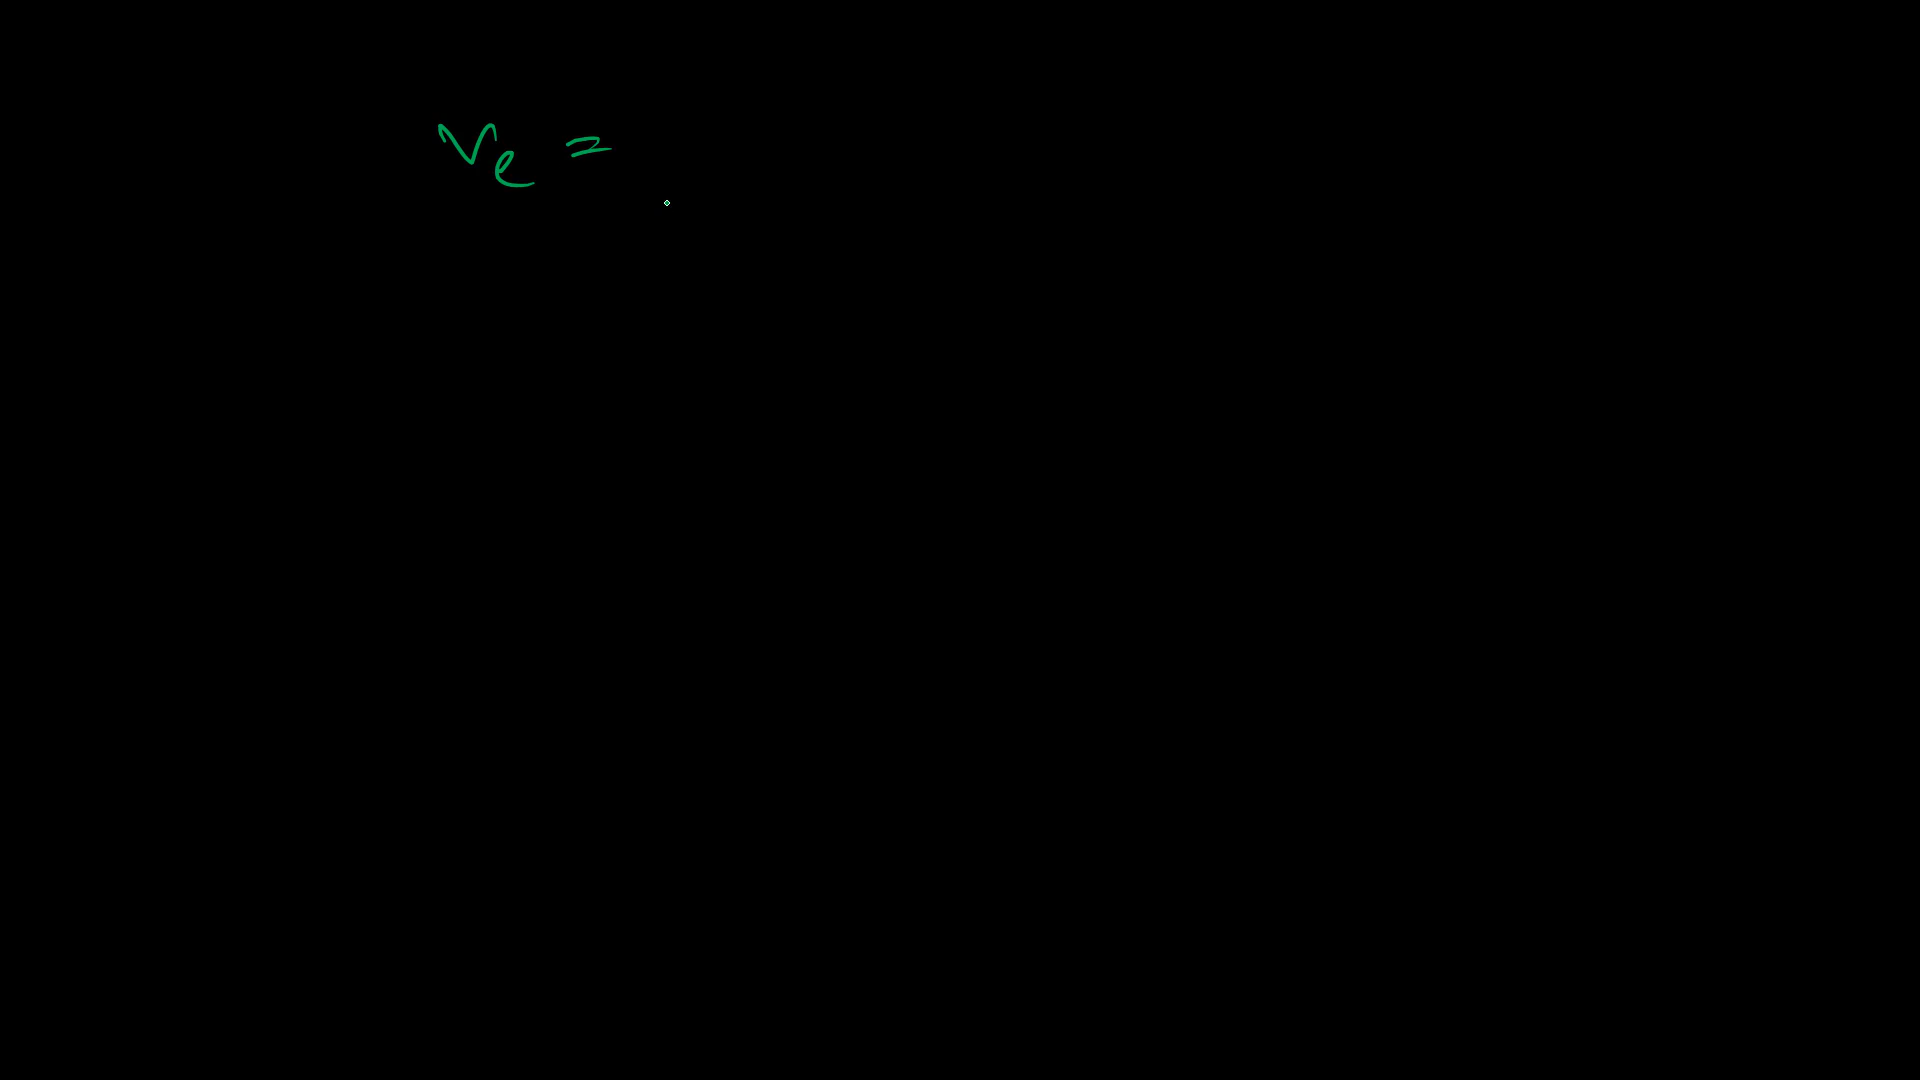 Ve =